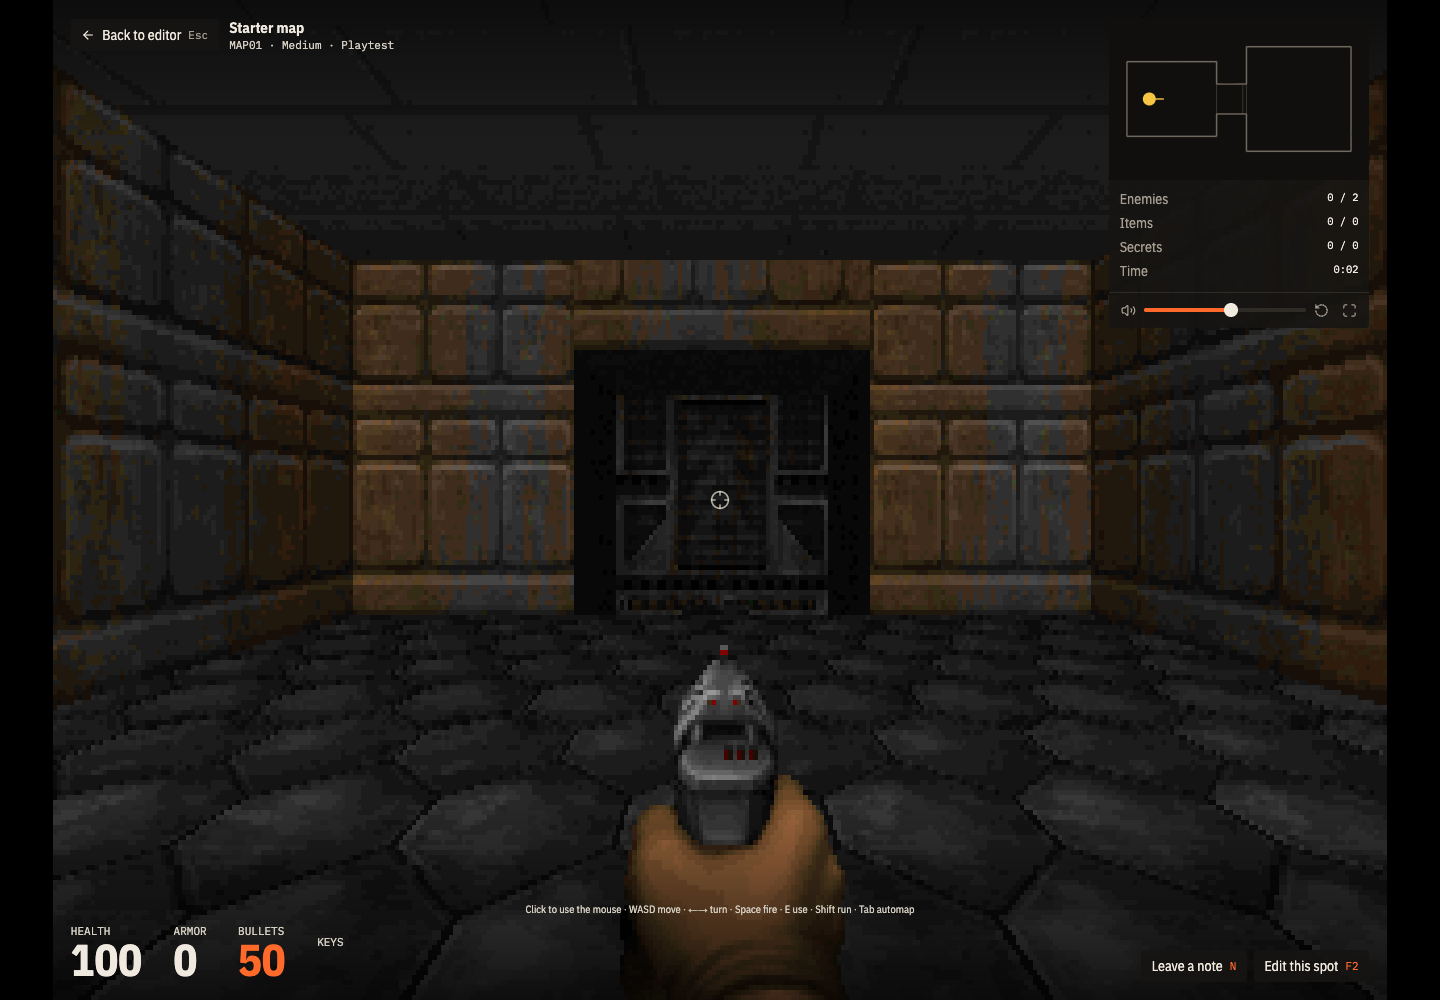 Back to editor Esc
Starter map
MAP01 · Medium · Playtest
Enemies 0 / 2
Items 0 / 0
Secrets 0 / 0
Time 0:02
Click to use the mouse · WASD move · ←→ turn · Space fire · E use · Shift run · Tab automap
HEALTH
100
ARMOR
0
BULLETS
50
KEYS
Leave a note N
Edit this spot F2